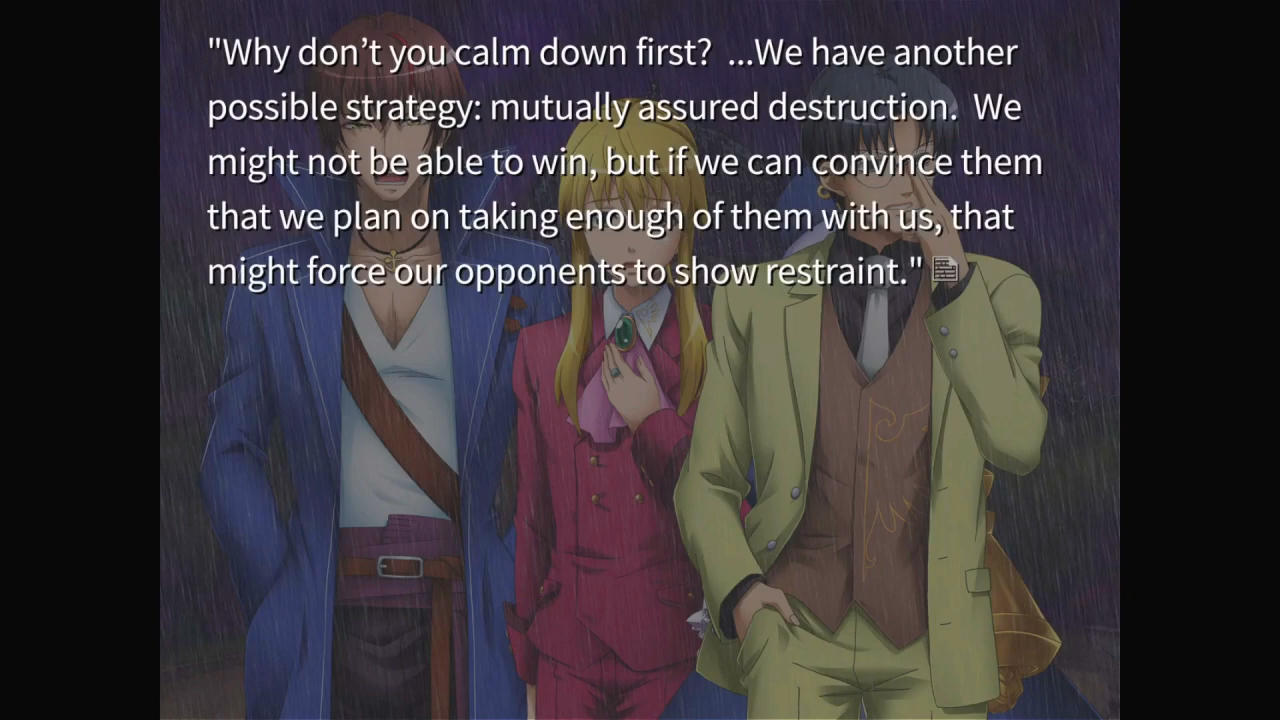 "Why don’t you calm down first?  ...We have another
possible strategy: mutually assured destruction.  We
might not be able to win, but if we can convince them
that we plan on taking enough of them with us, that
might force our opponents to show restraint."